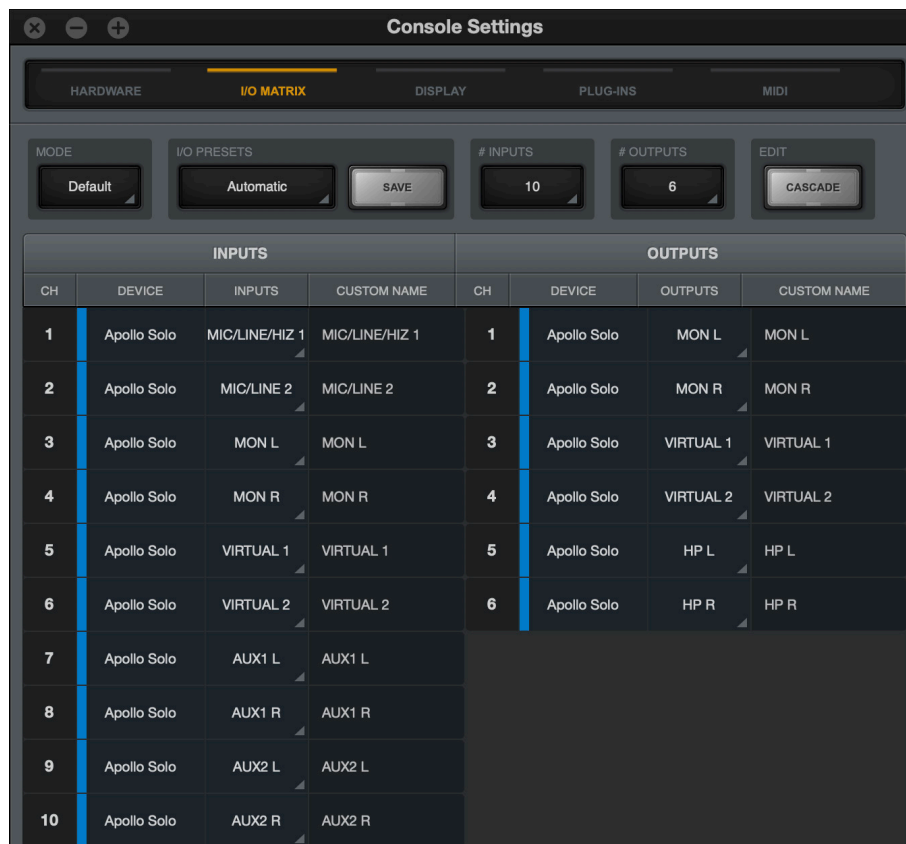 Console Settings
HARDWARE I/O MATRIX DISPLAY PLUG-INS MIDI
MODE I/O PRESETS # INPUTS # OUTPUTS EDIT
Default Automatic SAVE 10 6 CASCADE
INPUTS OUTPUTS
CH DEVICE INPUTS CUSTOM NAME CH DEVICE OUTPUTS CUSTOM NAME
1 Apollo Solo MIC/LINE/HIZ 1 MIC/LINE/HIZ 1 1 Apollo Solo MON L MON L
2 Apollo Solo MIC/LINE 2 MIC/LINE 2 2 Apollo Solo MON R MON R
3 Apollo Solo MON L MON L 3 Apollo Solo VIRTUAL 1 VIRTUAL 1
4 Apollo Solo MON R MON R 4 Apollo Solo VIRTUAL 2 VIRTUAL 2
5 Apollo Solo VIRTUAL 1 VIRTUAL 1 5 Apollo Solo HP L HP L
6 Apollo Solo VIRTUAL 2 VIRTUAL 2 6 Apollo Solo HP R HP R
7 Apollo Solo AUX1 L AUX1 L
8 Apollo Solo AUX1 R AUX1 R
9 Apollo Solo AUX2 L AUX2 L
10 Apollo Solo AUX2 R AUX2 R